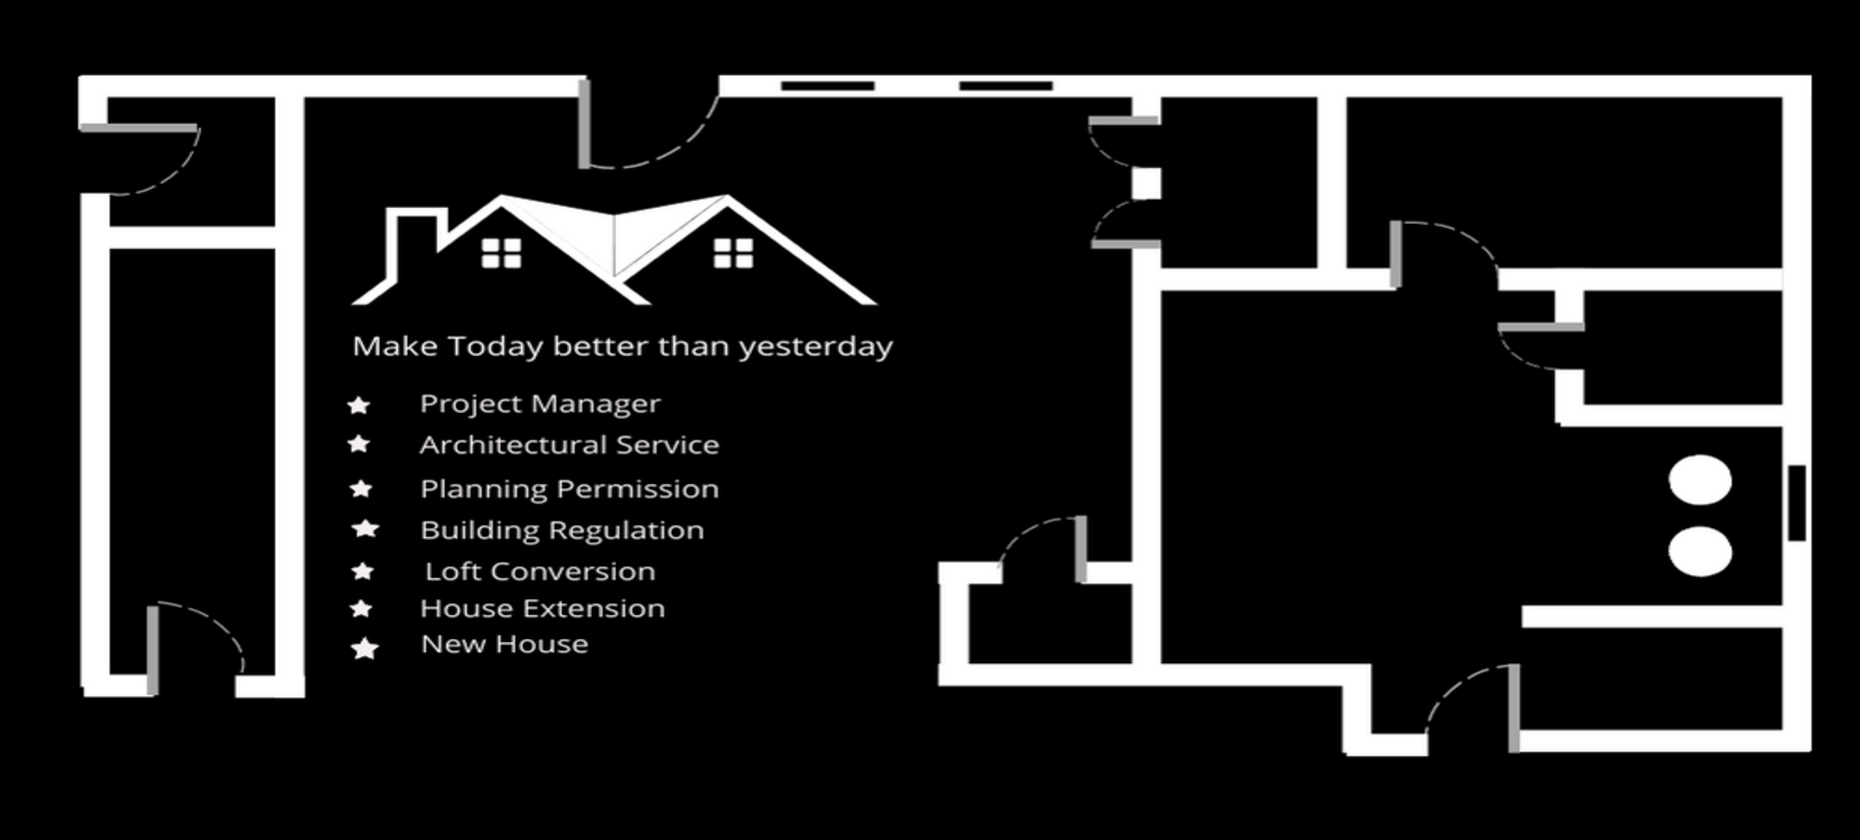 Make Today better than yesterday
Project Manager
Architectural Service
Planning Permission
Building Regulation
Loft Conversion
House Extension
New House